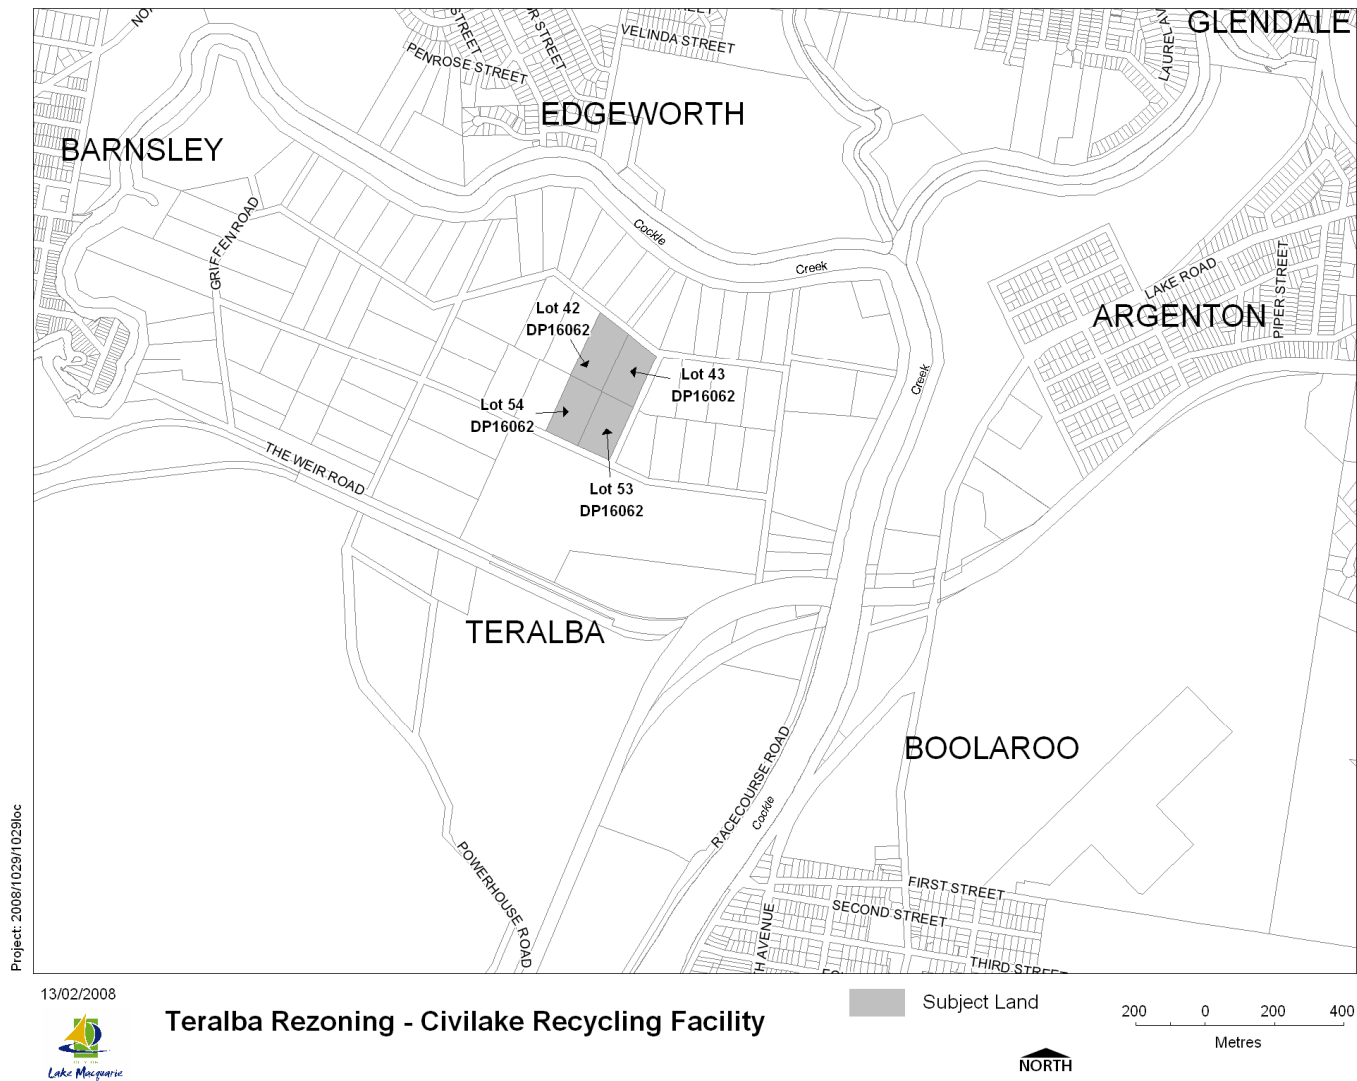 GLENDALE
VELINDA STREET
PENROSE STREET
STREET
STREET
EDGEWORTH
BARNSLEY
GRIFFEN ROAD
Cockle
Creek
LAKE ROAD
PIPER STREET
ARGENTON
Lot 42
DP16062
Lot 43
DP16062
Lot 54
DP16062
Lot 53
DP16062
Creek
THE WEIR ROAD
TERALBA
BOOLAROO
RACECOURSE ROAD
Cockle
POWERHOUSE ROAD
FIRST STREET
SECOND STREET
THIRD STREET
H AVENUE
Project: 2008/1029/1029loc
13/02/2008
Lake Macquarie
Teralba Rezoning - Civilake Recycling Facility
Subject Land
200 0 200 400
Metres
NORTH